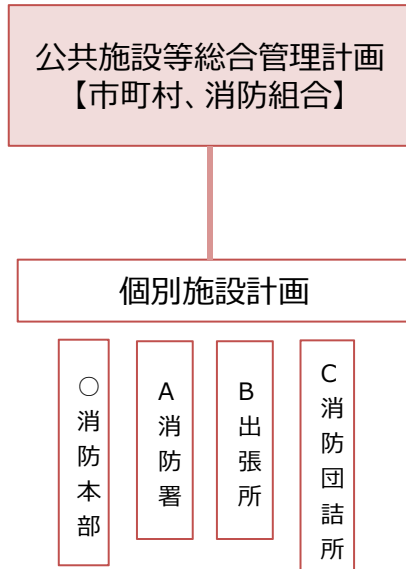 公共施設等総合管理計画
【市町村、消防組合】
個別施設計画
○消防本部
A消防署
B出張所
C消防団詰所